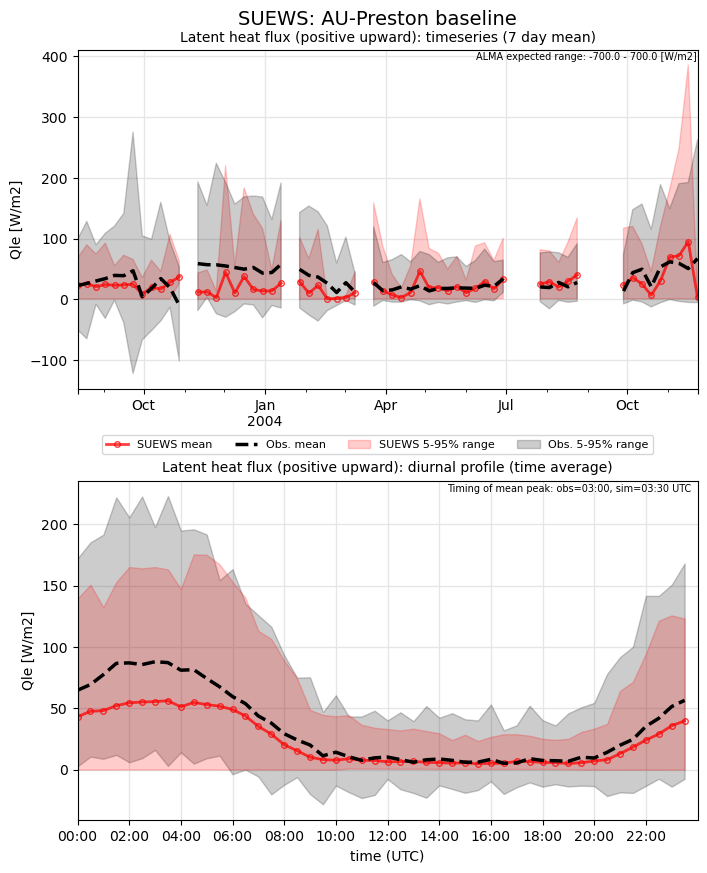 SUEWS: AU-Preston baseline
Latent heat flux (positive upward): timeseries (7 day mean)
ALMA expected range: -700.0 - 700.0 [W/m2]
400
300
200
100
0
−100
Qle [W/m2]
Oct
Jan
2004
Apr
Jul
Oct
SUEWS mean
Obs. mean
SUEWS 5-95% range
Obs. 5-95% range
Latent heat flux (positive upward): diurnal profile (time average)
Timing of mean peak: obs=03:00, sim=03:30 UTC
200
150
100
50
0
Qle [W/m2]
00:00
02:00
04:00
06:00
08:00
10:00
12:00
14:00
16:00
18:00
20:00
22:00
time (UTC)